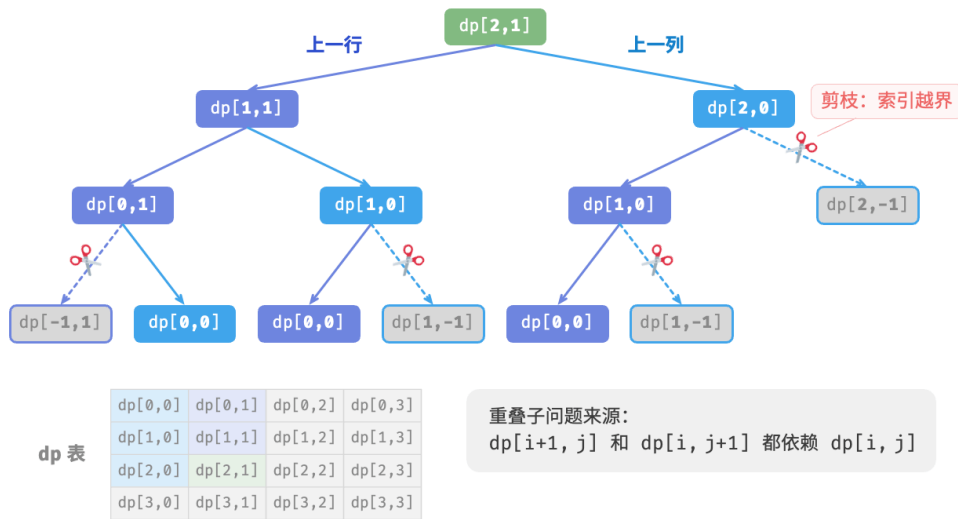 dp[2,1]
上一行
上一列
dp[1,1]
dp[2,0]
剪枝：索引越界
dp[0,1]
dp[1,0]
dp[1,0]
dp[2,-1]
dp[-1,1]
dp[0,0]
dp[0,0]
dp[1,-1]
dp[0,0]
dp[1,-1]
dp 表
dp[0,0] dp[0,1] dp[0,2] dp[0,3]
dp[1,0] dp[1,1] dp[1,2] dp[1,3]
dp[2,0] dp[2,1] dp[2,2] dp[2,3]
dp[3,0] dp[3,1] dp[3,2] dp[3,3]
重叠子问题来源：
dp[i+1,j] 和 dp[i,j+1] 都依赖 dp[i,j]